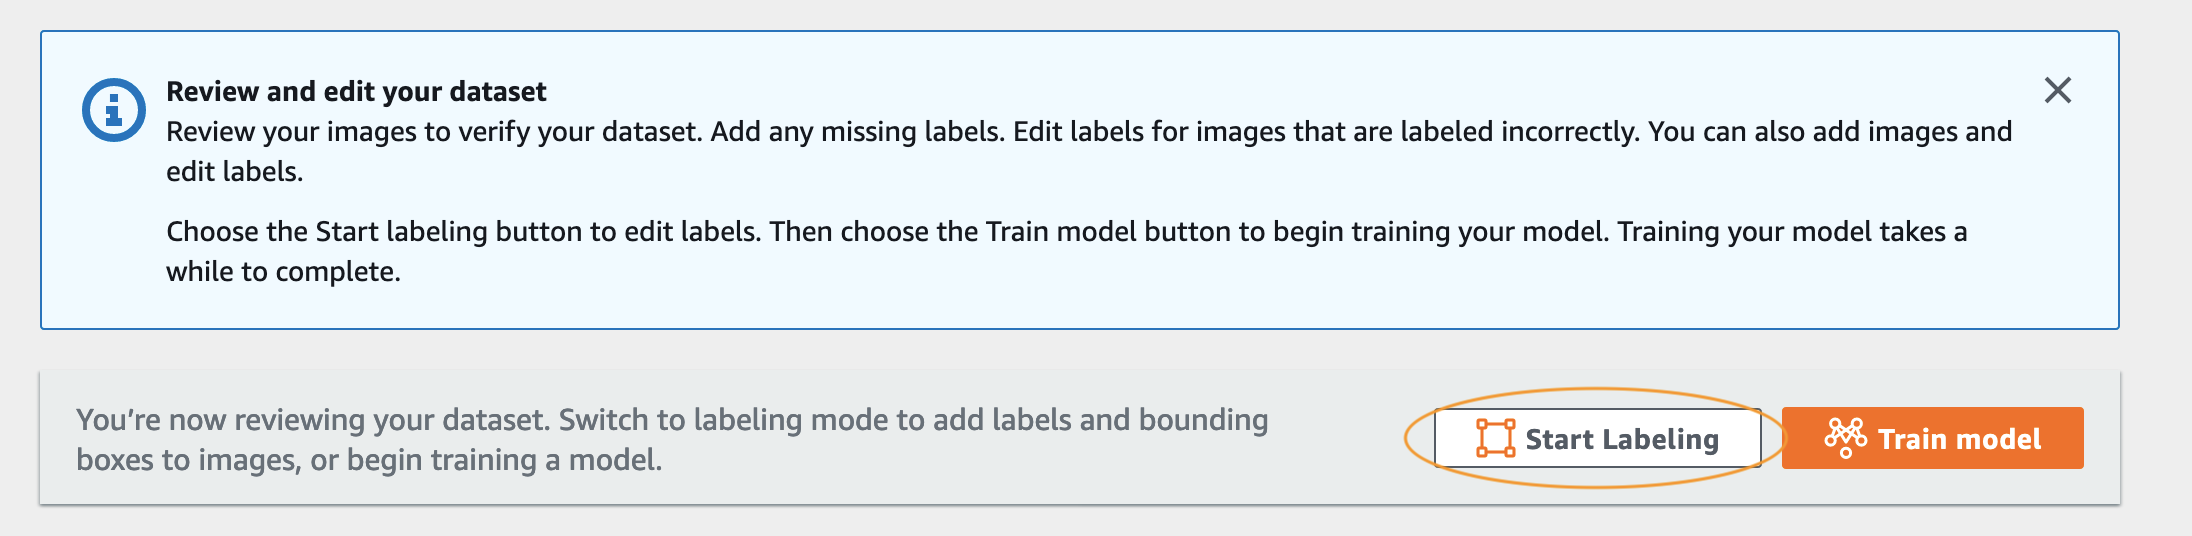 Review and edit your dataset
Review your images to verify your dataset. Add any missing labels. Edit labels for images that are labeled incorrectly. You can also add images and
edit labels.
Choose the Start labeling button to edit labels. Then choose the Train model button to begin training your model. Training your model takes a
while to complete.
You’re now reviewing your dataset. Switch to labeling mode to add labels and bounding
boxes to images, or begin training a model.
Start Labeling
Train model